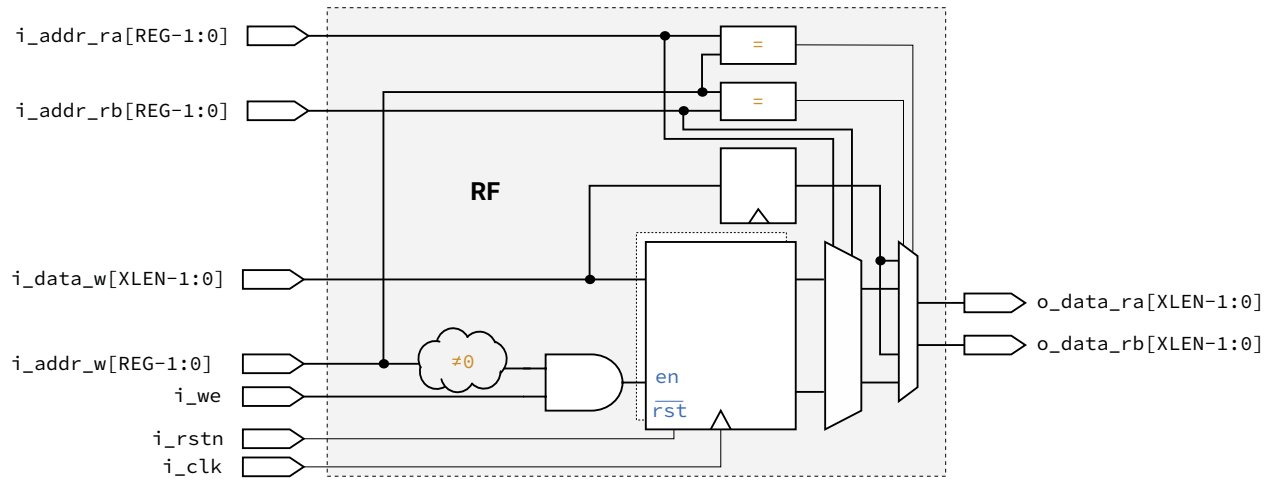 i_addr_ra[REG-1:0]
=
i_addr_rb[REG-1:0]
=
RF
i_data_w[XLEN-1:0]
o_data_ra[XLEN-1:0]
o_data_rb[XLEN-1:0]
i_addr_w[REG-1:0]
≠0
en
i_we
rst
i_rstn
i_clk